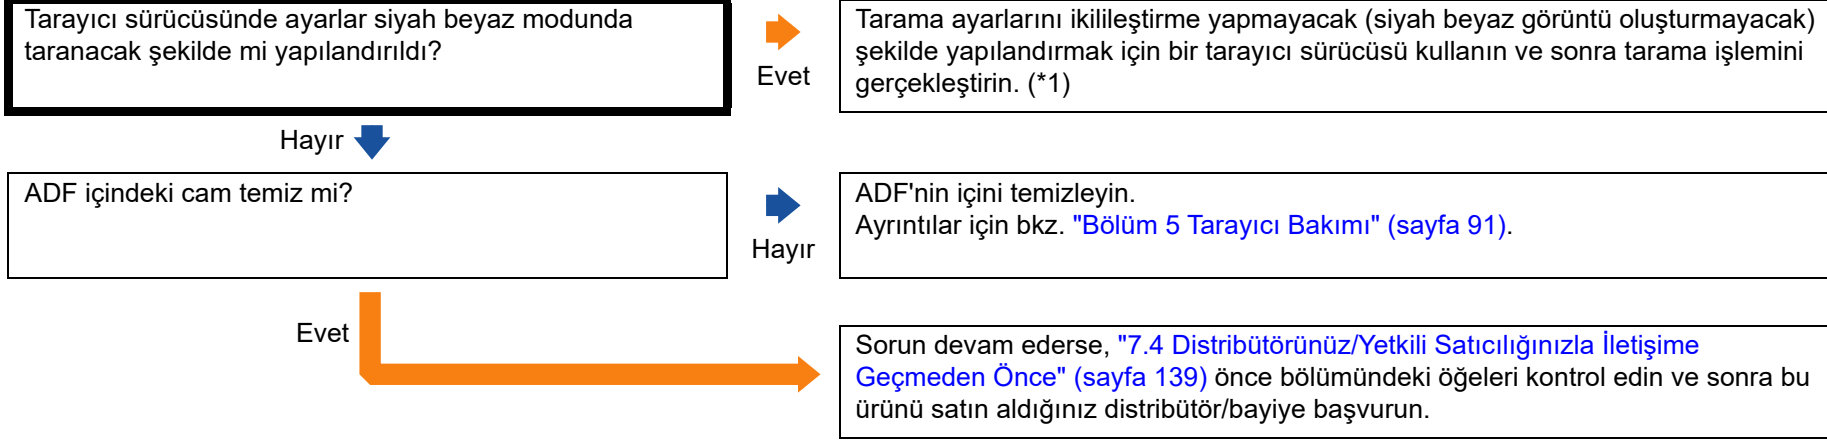 Tarayıcı sürücüsünde ayarlar siyah beyaz modunda
taranacak şekilde mi yapılandırıldı?
Evet
Tarama ayarlarını ikilileştirme yapmayacak (siyah beyaz görüntü oluşturmayacak)
şekilde yapılandırmak için bir tarayıcı sürücüsü kullanın ve sonra tarama işlemini
gerçekleştirin. (*1)
Hayır
ADF içindeki cam temiz mi?
Hayır
ADF'nin içini temizleyin.
Ayrıntılar için bkz. "Bölüm 5 Tarayıcı Bakımı" (sayfa 91).
Evet
Sorun devam ederse, "7.4 Distribütörünüz/Yetkili Satıcılığınızla İletişime
Geçmeden Önce" (sayfa 139) önce bölümündeki öğeleri kontrol edin ve sonra bu
ürünü satın aldığınız distribütör/bayiye başvurun.